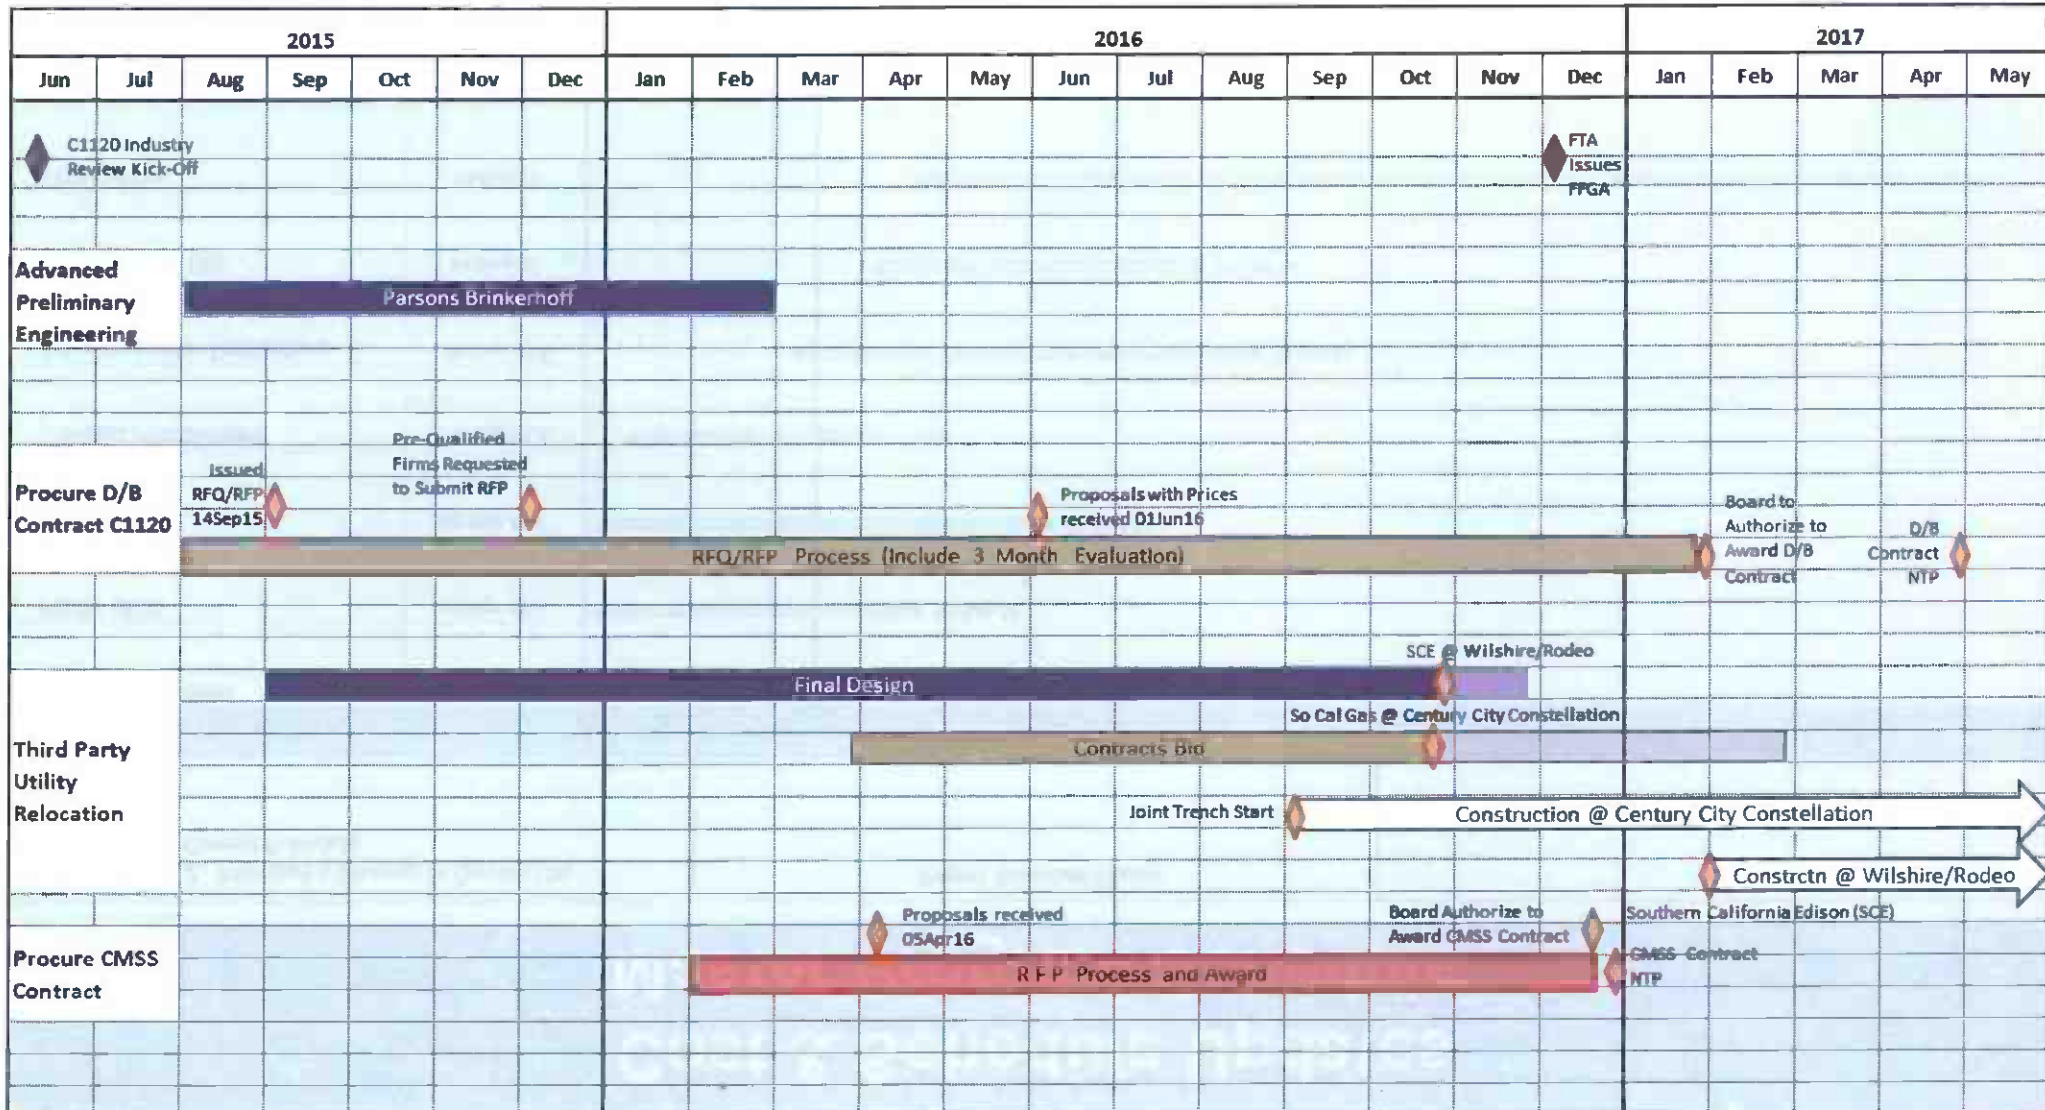 2015 2016 2017
Jun Jul Aug Sep Oct Nov Dec Jan Feb Mar Apr May Jun Jul Aug Sep Oct Nov Dec Jan Feb Mar Apr May
C1120 Industry
Review Kick-Off
FTA
Issues
FFGA
Advanced
Preliminary
Engineering
Parsons Brinkerhoff
Procure D/B
Contract C1120
Issued
RFQ/RFP
14Sep15
Pre-Qualified
Firms Requested
to Submit RFP
Proposals with Prices
received 01Jun16
Board to
Authorize to
Award D/B
Contract
D/B
Contract
NTP
RFQ/RFP Process (Include 3 Month Evaluation)
Third Party
Utility
Relocation
SCE @ Wilshire/Rodeo
Final Design
So Cal Gas @ Century City Constellation
Contracts Bid
Joint Trench Start
Construction @ Century City Constellation
Constrctn @ Wilshire/Rodeo
Southern California Edison (SCE)
Procure CMSS
Contract
Proposals received
05Apr16
Board Authorize to
Award CMSS Contract
R F P Process and Award
CMSS Contract
NTP